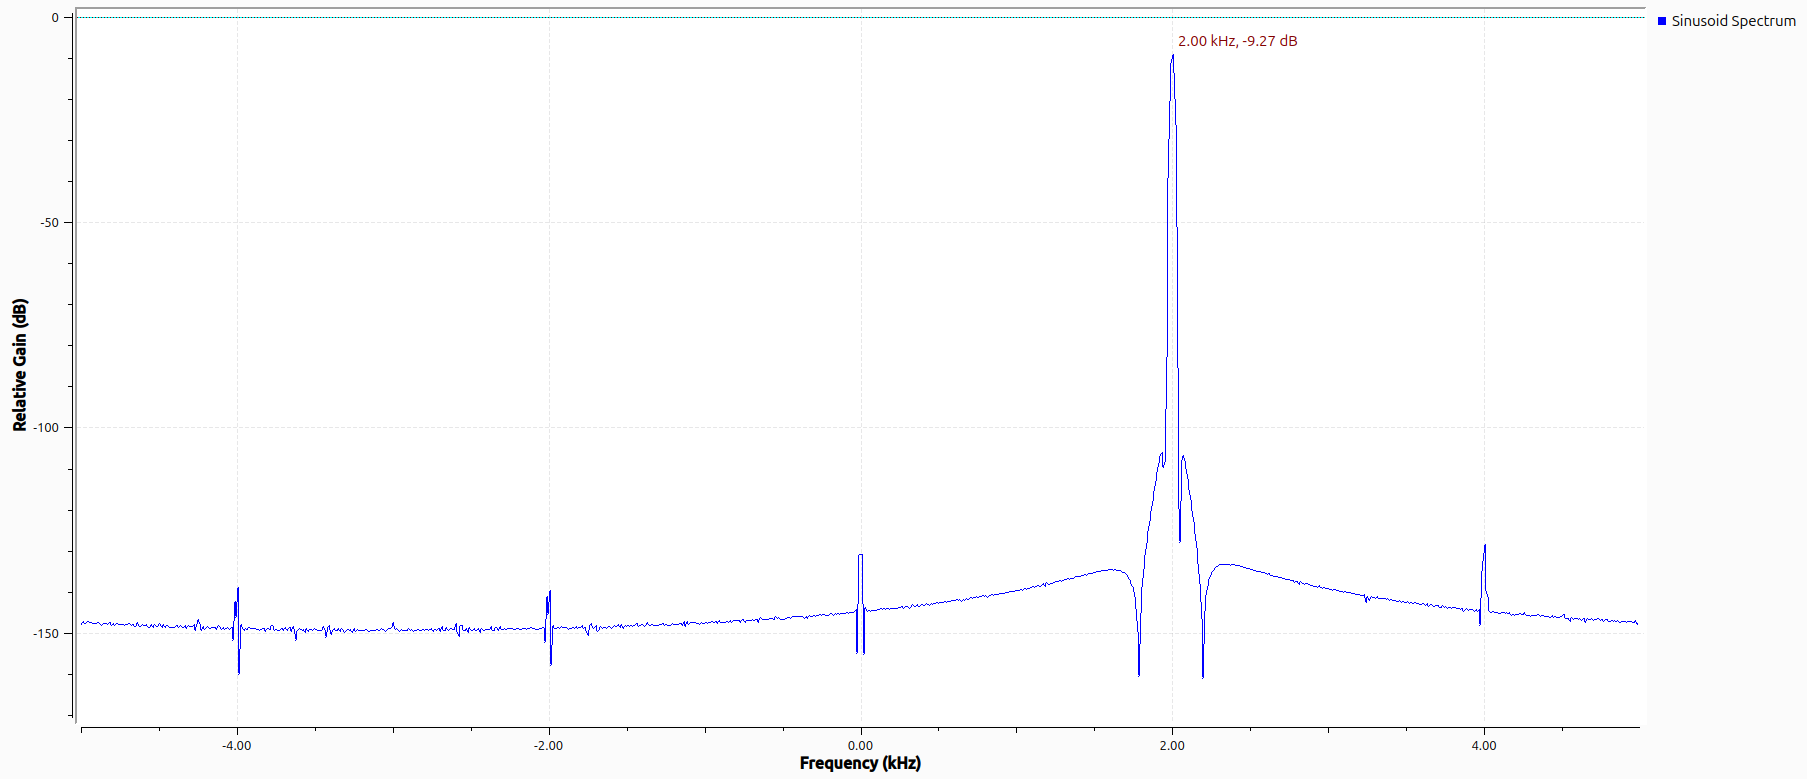 Sinusoid Spectrum
2.00 kHz, -9.27 dB
Relative Gain (dB)
0
-50
-100
-150
-4.00
-2.00
0.00
2.00
4.00
Frequency (kHz)